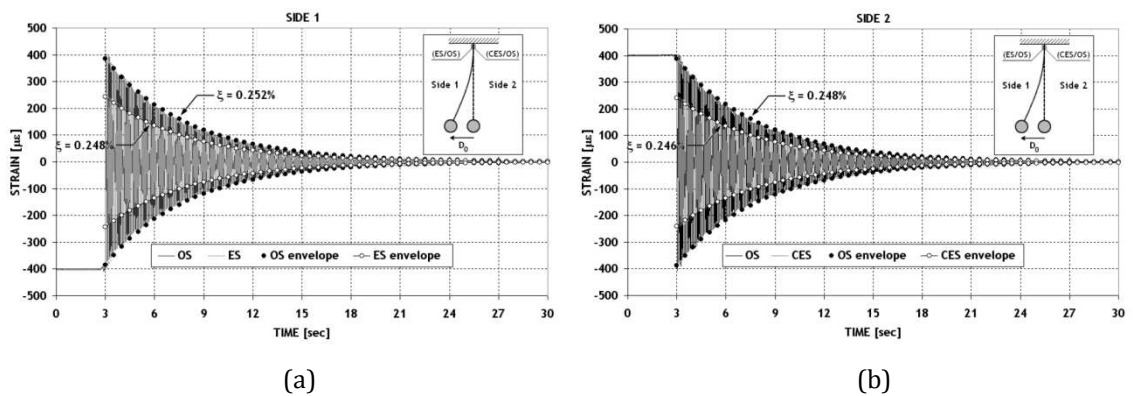 SIDE 1
STRAIN [με]
500
400
300
200
100
0
-100
-200
-300
-400
-500
ξ = 0.252%
ξ = 0.248%
(ES/OS) (CES/OS)
Side 1 Side 2
D₀
OS ES OS envelope ES envelope
0 3 6 9 12 15 18 21 24 27 30
TIME [sec]
(a)
SIDE 2
STRAIN [με]
500
400
300
200
100
0
-100
-200
-300
-400
-500
ξ = 0.248%
ξ = 0.246%
(ES/OS) (CES/OS)
Side 1 Side 2
D₀
OS CES OS envelope CES envelope
0 3 6 9 12 15 18 21 24 27 30
TIME [sec]
(b)